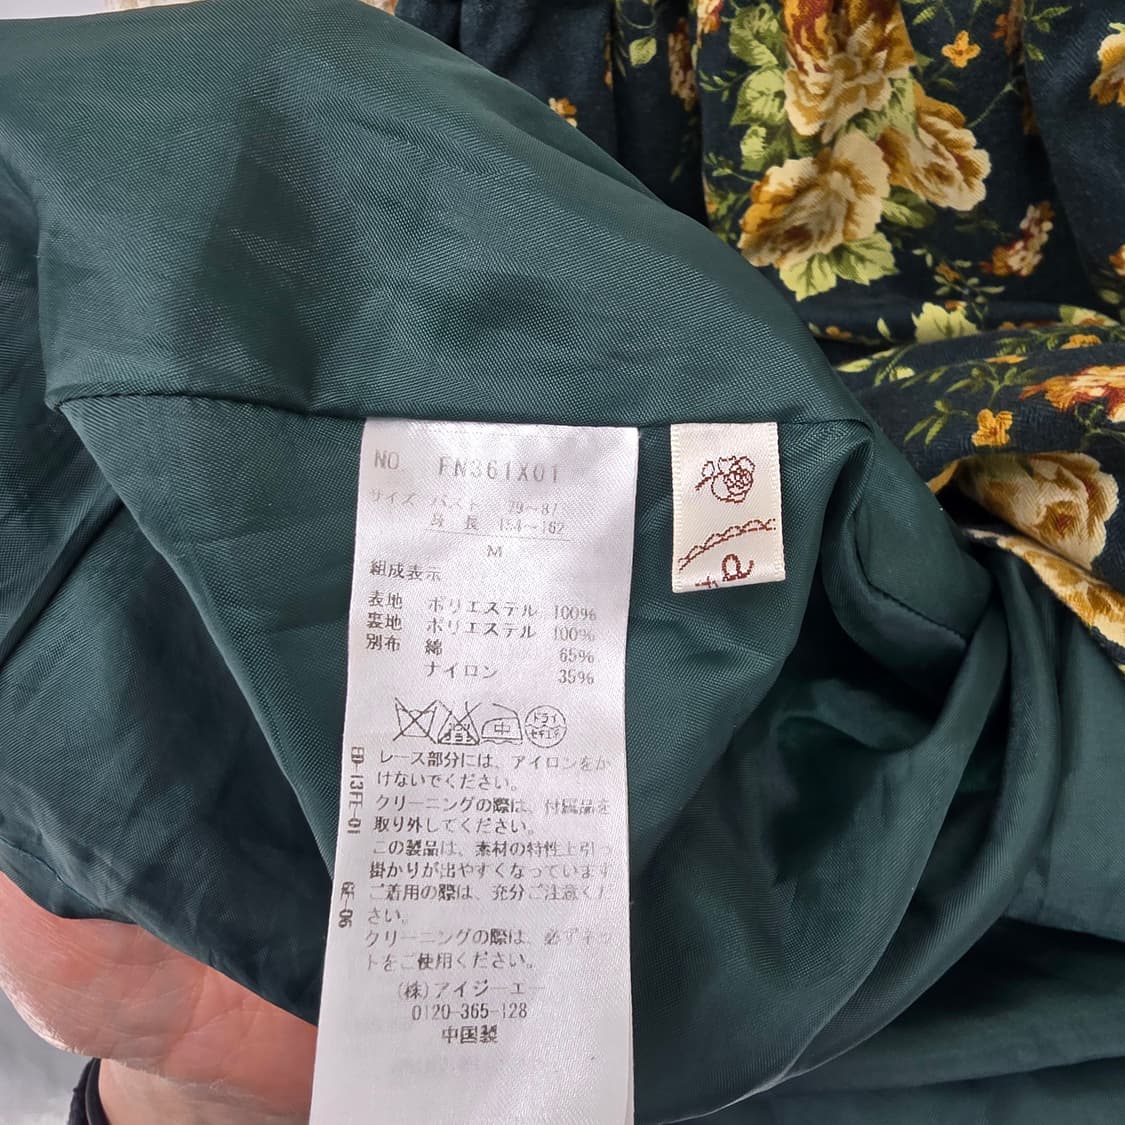 NO. FN361X01
サイズ バスト 79～87
身 長 154～162
M
組成表示
表地 ポリエステル 100%
裏地 ポリエステル 100%
別布 綿 65%
ナイロン 35%
中
ドライ
セキユ系
レース部分には、アイロンをか
けないでください。
クリーニングの際は、付属品を
取り外してください。
この製品は、素材の特性上引っ
掛かりが出やすくなっています
ご着用の際は、充分ご注意くだ
さい。
クリーニングの際は、必ずネッ
トをご使用ください。
(株)アイジーエー
0120-365-128
中国製